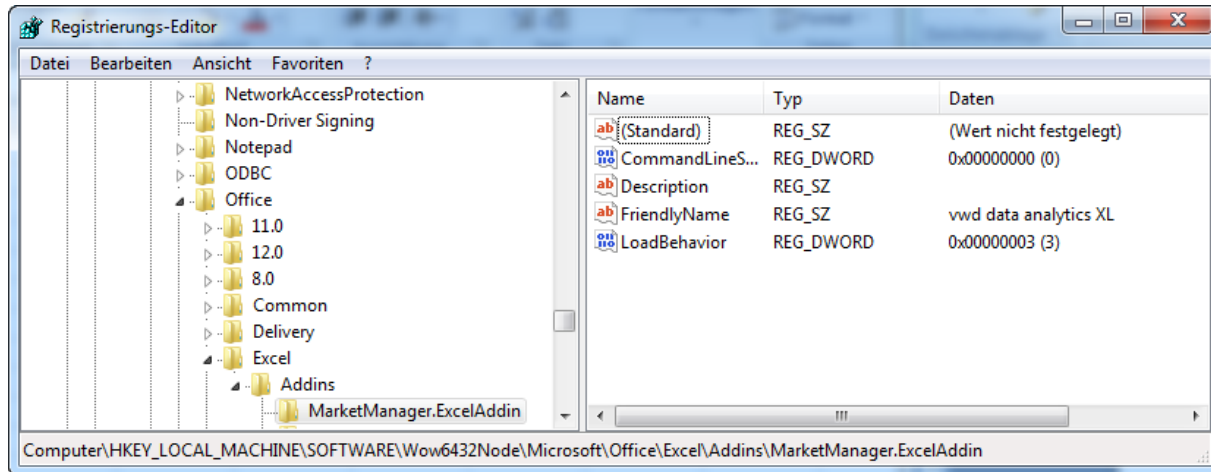 Registrierungs-Editor
Datei Bearbeiten Ansicht Favoriten ?
NetworkAccessProtection
Non-Driver Signing
Notepad
ODBC
Office
11.0
12.0
8.0
Common
Delivery
Excel
Addins
MarketManager.ExcelAddin
Name Typ Daten
(Standard) REG_SZ (Wert nicht festgelegt)
CommandLineS... REG_DWORD 0x00000000 (0)
Description REG_SZ
FriendlyName REG_SZ vwd data analytics XL
LoadBehavior REG_DWORD 0x00000003 (3)
Computer\HKEY_LOCAL_MACHINE\SOFTWARE\Wow6432Node\Microsoft\Office\Excel\Addins\MarketManager.ExcelAddin